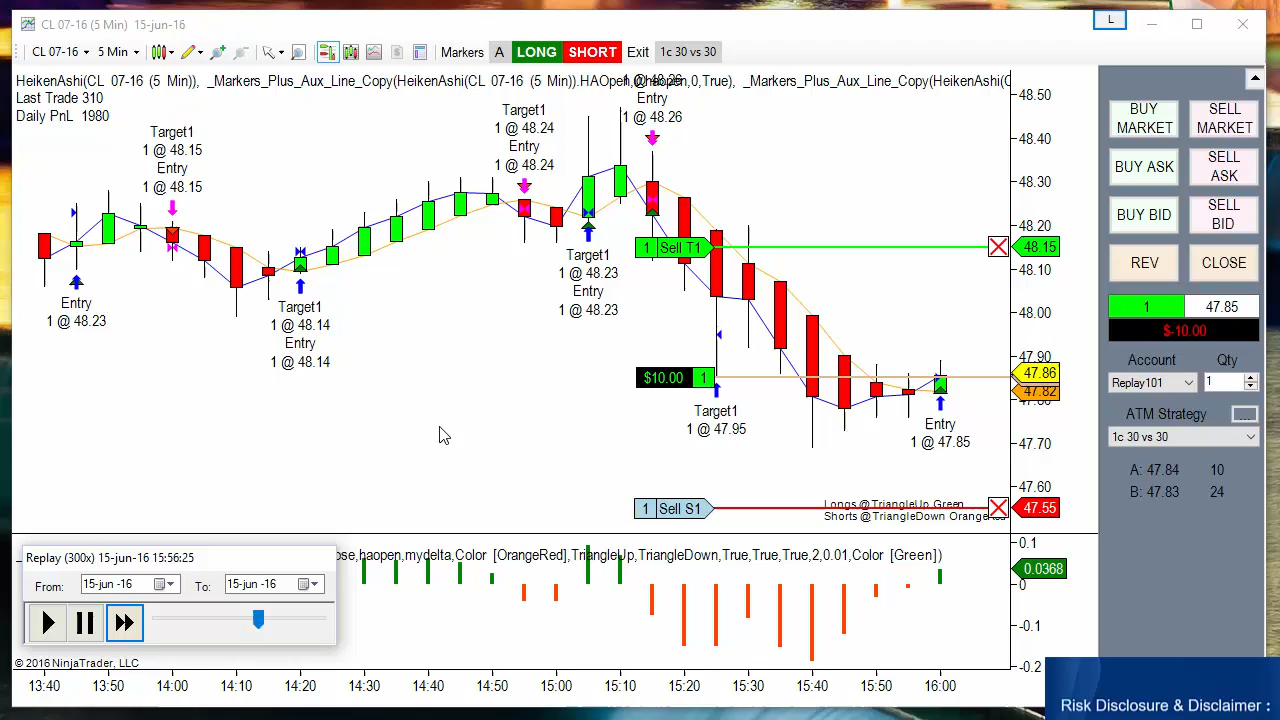 CL 07-16 (5 Min)  15-jun-16
L
CL 07-16
5 Min
Markers
A
LONG
SHORT
Exit
1c 30 vs 30
HeikenAshi(CL 07-16 (5 Min)), _Markers_Plus_Aux_Line_Copy(HeikenAshi(CL 07-16 (5 Min)).HAOpen, haopen,0,True), _Markers_Plus_Aux_Line_Copy(HeikenAshi(C
Last Trade 310
Daily PnL 1980
Target1
1 @ 48.15
Entry
1 @ 48.15
Target1
1 @ 48.24
Entry
1 @ 48.24
1 @ 48.26
Entry
1 @ 48.26
Entry
1 @ 48.23
Target1
1 @ 48.14
Entry
1 @ 48.14
Target1
1 @ 48.23
Entry
1 @ 48.23
1 Sell T1
$10.00 1
Target1
1 @ 47.95
Entry
1 @ 47.85
1 Sell S1
Longs @ TriangleUp Green
Shorts @ TriangleDown OrangeRed
48.50
48.40
48.30
48.20
48.15
48.10
48.00
47.90
47.86
47.82
47.80
47.70
47.60
47.55
BUY MARKET
SELL MARKET
BUY ASK
SELL ASK
BUY BID
SELL BID
REV
CLOSE
1
47.85
$-10.00
Account
Qty
Replay101
1
ATM Strategy
...
1c 30 vs 30
A: 47.84 10
B: 47.83 24
ose,haopen,mydelta,Color [OrangeRed],TriangleUp,TriangleDown,True,True,True,2,0.01,Color [Green])
0.1
0.0368
0
-0.1
-0.2
Replay (300x) 15-jun-16 15:56:25
From: 15-jun -16 To: 15-jun -16
© 2016 NinjaTrader, LLC
13:40 13:50 14:00 14:10 14:20 14:30 14:40 14:50 15:00 15:10 15:20 15:30 15:40 15:50 16:00
Risk Disclosure & Disclaimer :